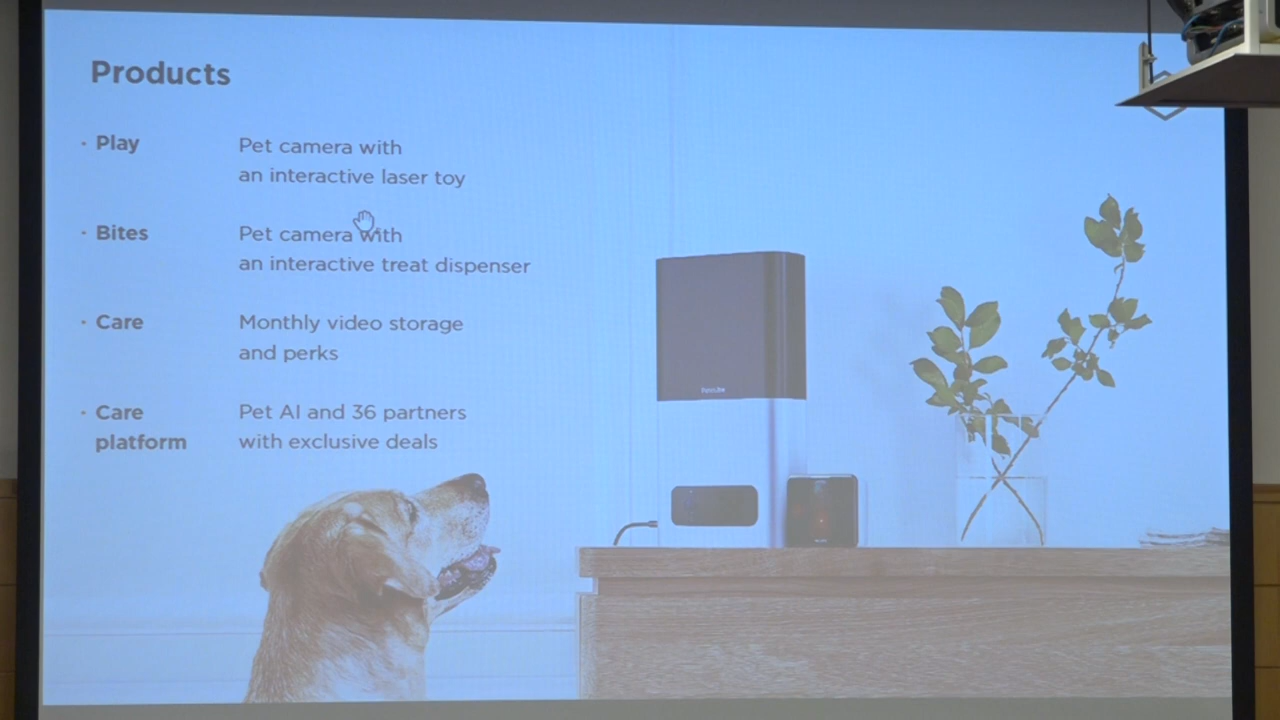 Products
· Play
Pet camera with
an interactive laser toy
· Bites
Pet camera with
an interactive treat dispenser
· Care
Monthly video storage
and perks
· Care
platform
Pet AI and 36 partners
with exclusive deals